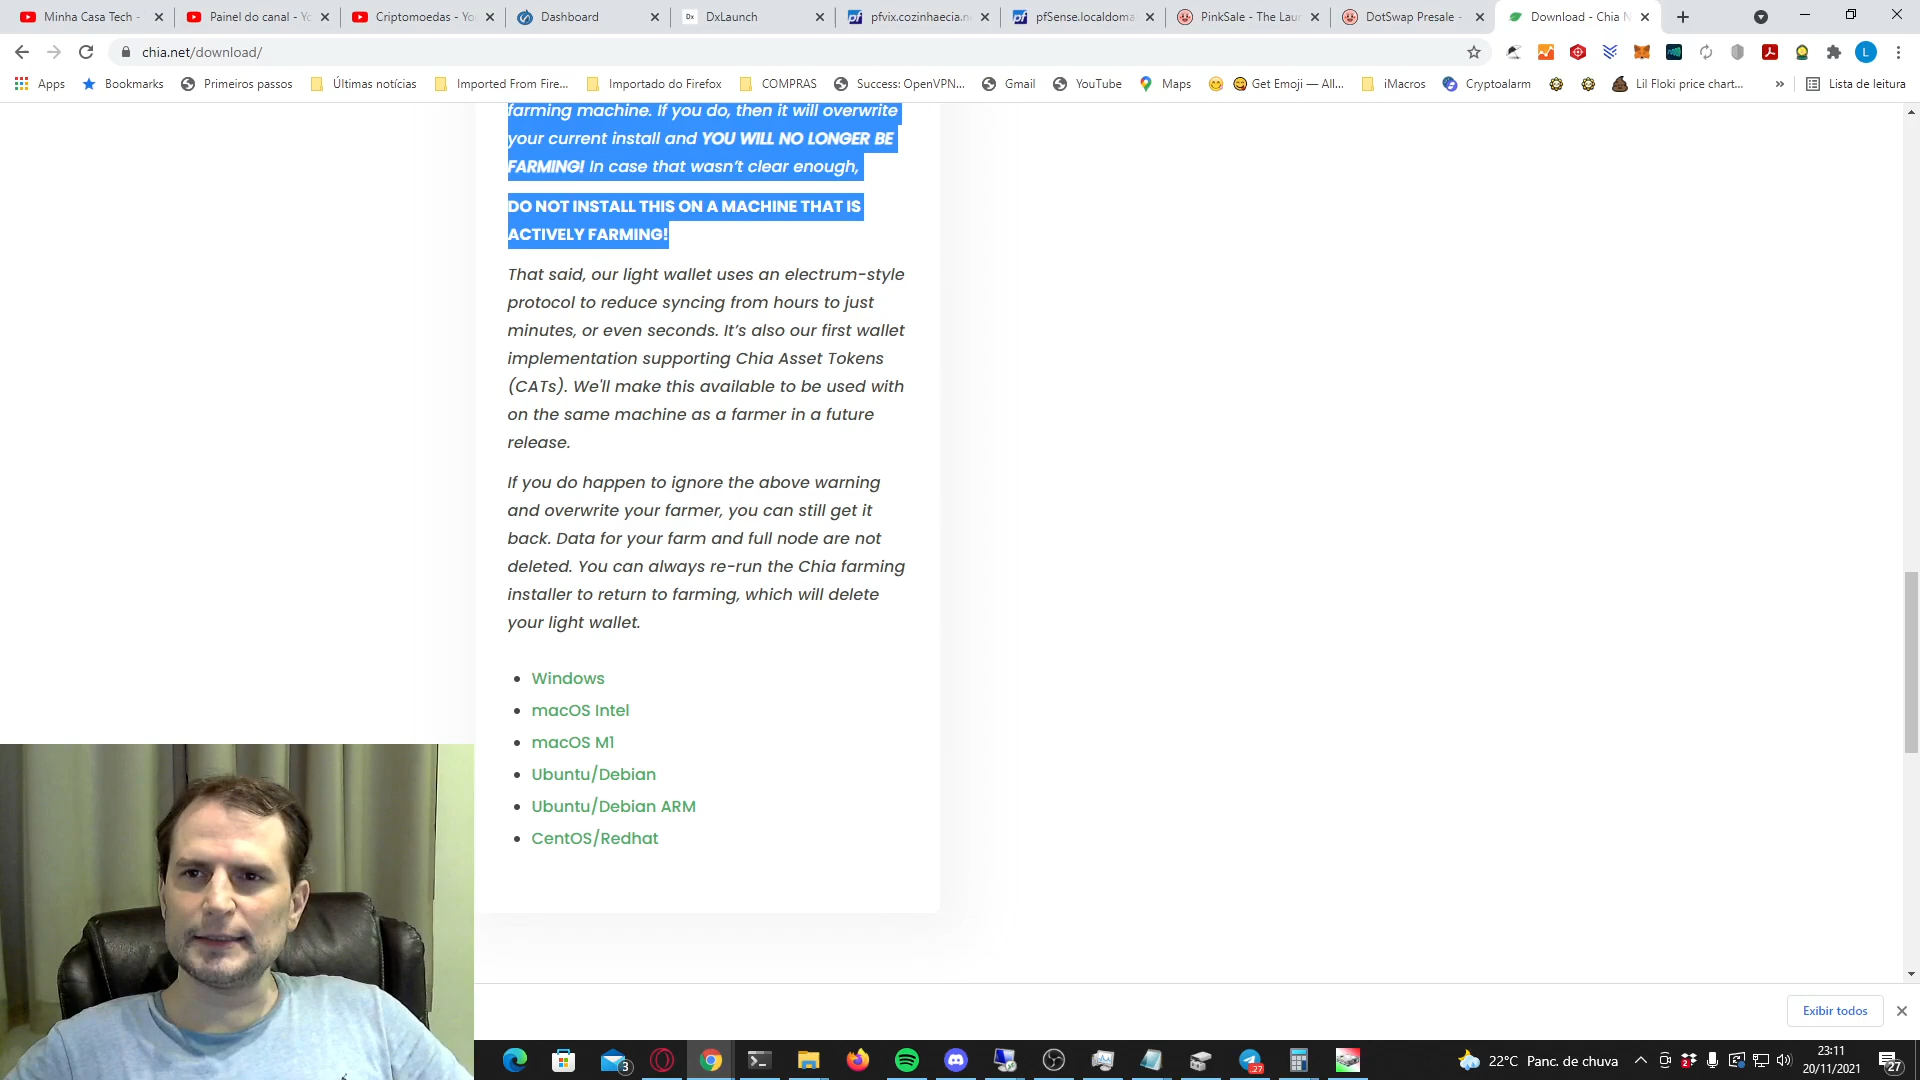 Minha Casa Tech -
Painel do canal - Yo
Criptomoedas - You
Dashboard
DxLaunch
pfvix.cozinhaecia.n
pfSense.localdoma
PinkSale - The Lau
DotSwap Presale -
Download - Chia N
chia.net/download/
Apps
Bookmarks
Primeiros passos
Últimas notícias
Imported From Fire...
Importado do Firefox
COMPRAS
Success: OpenVPN...
Gmail
YouTube
Maps
Get Emoji — All...
iMacros
Cryptoalarm
Lil Floki price chart...
»
Lista de leitura
farming machine. If you do, then it will overwrite
your current install and YOU WILL NO LONGER BE
FARMING! In case that wasn’t clear enough,
DO NOT INSTALL THIS ON A MACHINE THAT IS
ACTIVELY FARMING!
That said, our light wallet uses an electrum-style
protocol to reduce syncing from hours to just
minutes, or even seconds. It’s also our first wallet
implementation supporting Chia Asset Tokens
(CATs). We'll make this available to be used with
on the same machine as a farmer in a future
release.
If you do happen to ignore the above warning
and overwrite your farmer, you can still get it
back. Data for your farm and full node are not
deleted. You can always re-run the Chia farming
installer to return to farming, which will delete
your light wallet.
Windows
macOS Intel
macOS M1
Ubuntu/Debian
Ubuntu/Debian ARM
CentOS/Redhat
Exibir todos
22°C Panc. de chuva
23:11
20/11/2021
27